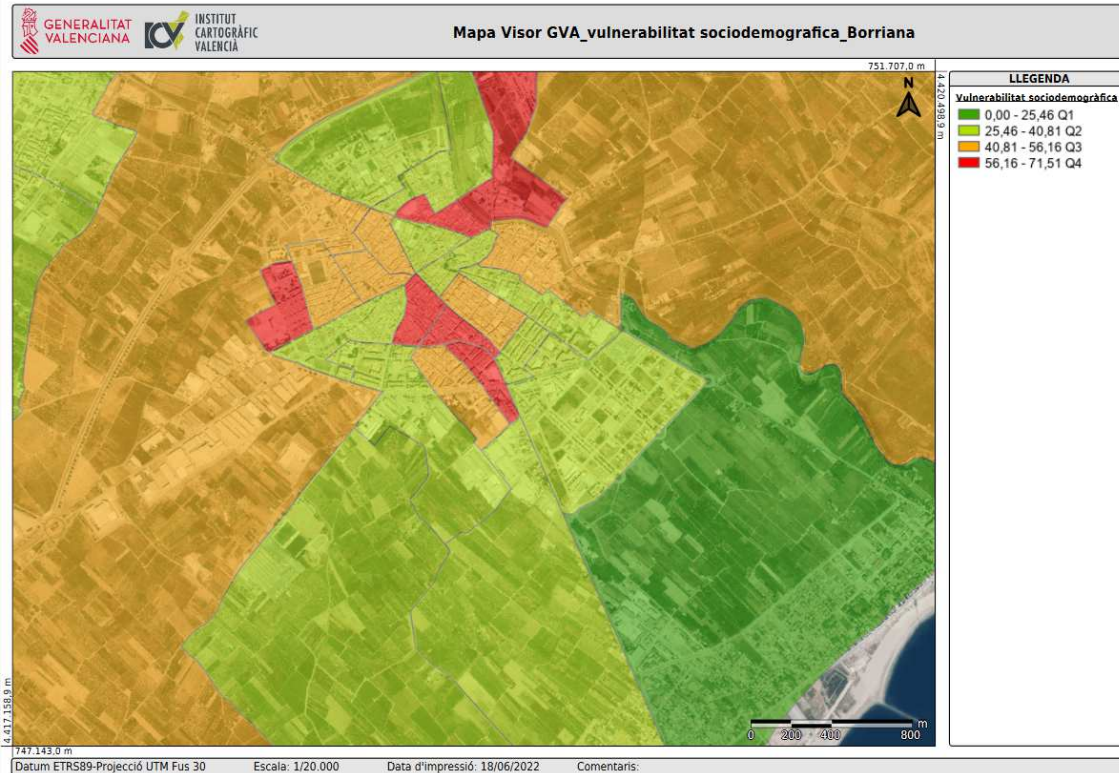 GENERALITAT
VALENCIANA
INSTITUT
CARTOGRÀFIC
VALENCIÀ
Mapa Visor GVA_vulnerabilitat sociodemografica_Borriana
751.707,0 m
4.420.498,9 m
N
LLEGENDA
Vulnerabilitat sociodemogràfica
0,00 - 25,46 Q1
25,46 - 40,81 Q2
40,81 - 56,16 Q3
56,16 - 71,51 Q4
4.417.158,9 m
747.143,0 m
m
0 200 400 800
Datum ETRS89-Projecció UTM Fus 30 Escala: 1/20.000 Data d'impressió: 18/06/2022 Comentaris: